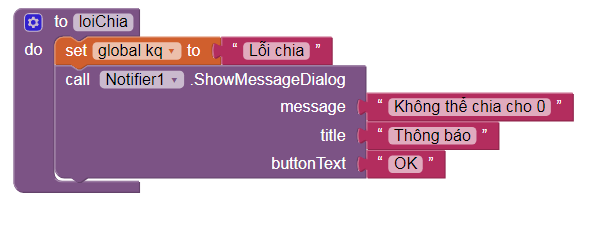 to loiChia
do set global kq to “ Lỗi chia ”
call Notifier1 .ShowMessageDialog
message “ Không thể chia cho 0 ”
title “ Thông báo ”
buttonText “ OK ”